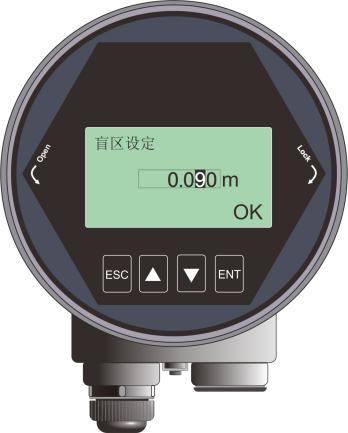 Open
Lock
盲区设定
0.090 m
OK
ESC
ENT